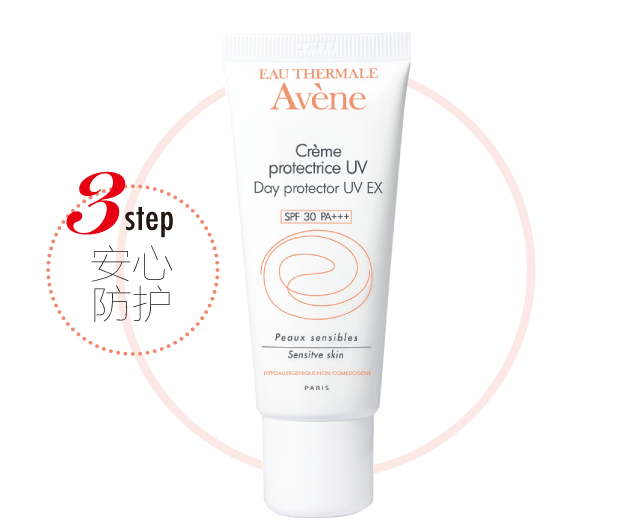 3step
安心
防护
EAU THERMALE
Avène
Crème
protectrice UV
Day protector UV EX
SPF 30 PA+++
Peaux sensibles
Sensitve skin
HYPOALLERGENIQUE-NON COMEDOGENE
PARIS